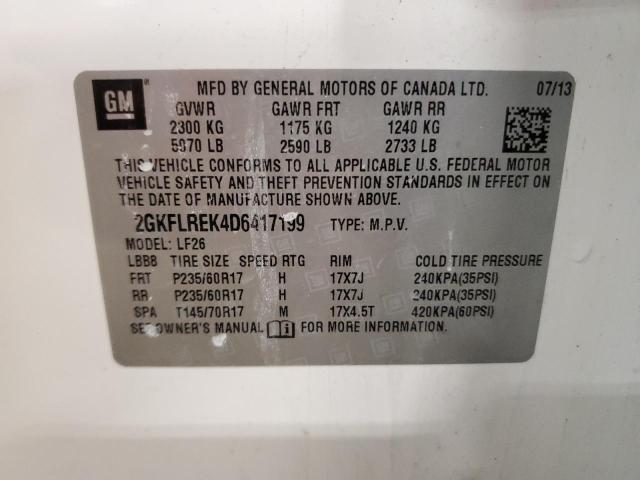 GM
MFD BY GENERAL MOTORS OF CANADA LTD. 07/13
GVWR GAWR FRT GAWR RR
2300 KG 1175 KG 1240 KG
5070 LB 2590 LB 2733 LB
THIS VEHICLE CONFORMS TO ALL APPLICABLE U.S. FEDERAL MOTOR
VEHICLE SAFETY AND THEFT PREVENTION STANDARDS IN EFFECT ON
THE DATE OF MANUFACTURE SHOWN ABOVE.
2GKFLREK4D6417199 TYPE: M.P.V.
MODEL: LF26
LBBB TIRE SIZE SPEED RTG RIM COLD TIRE PRESSURE
FRT P235/60R17 H 17X7J 240KPA(35PSI)
RR P235/60R17 H 17X7J 240KPA(35PSI)
SPA T145/70R17 M 17X4.5T 420KPA(60PSI)
SEE OWNER'S MANUAL FOR MORE INFORMATION.